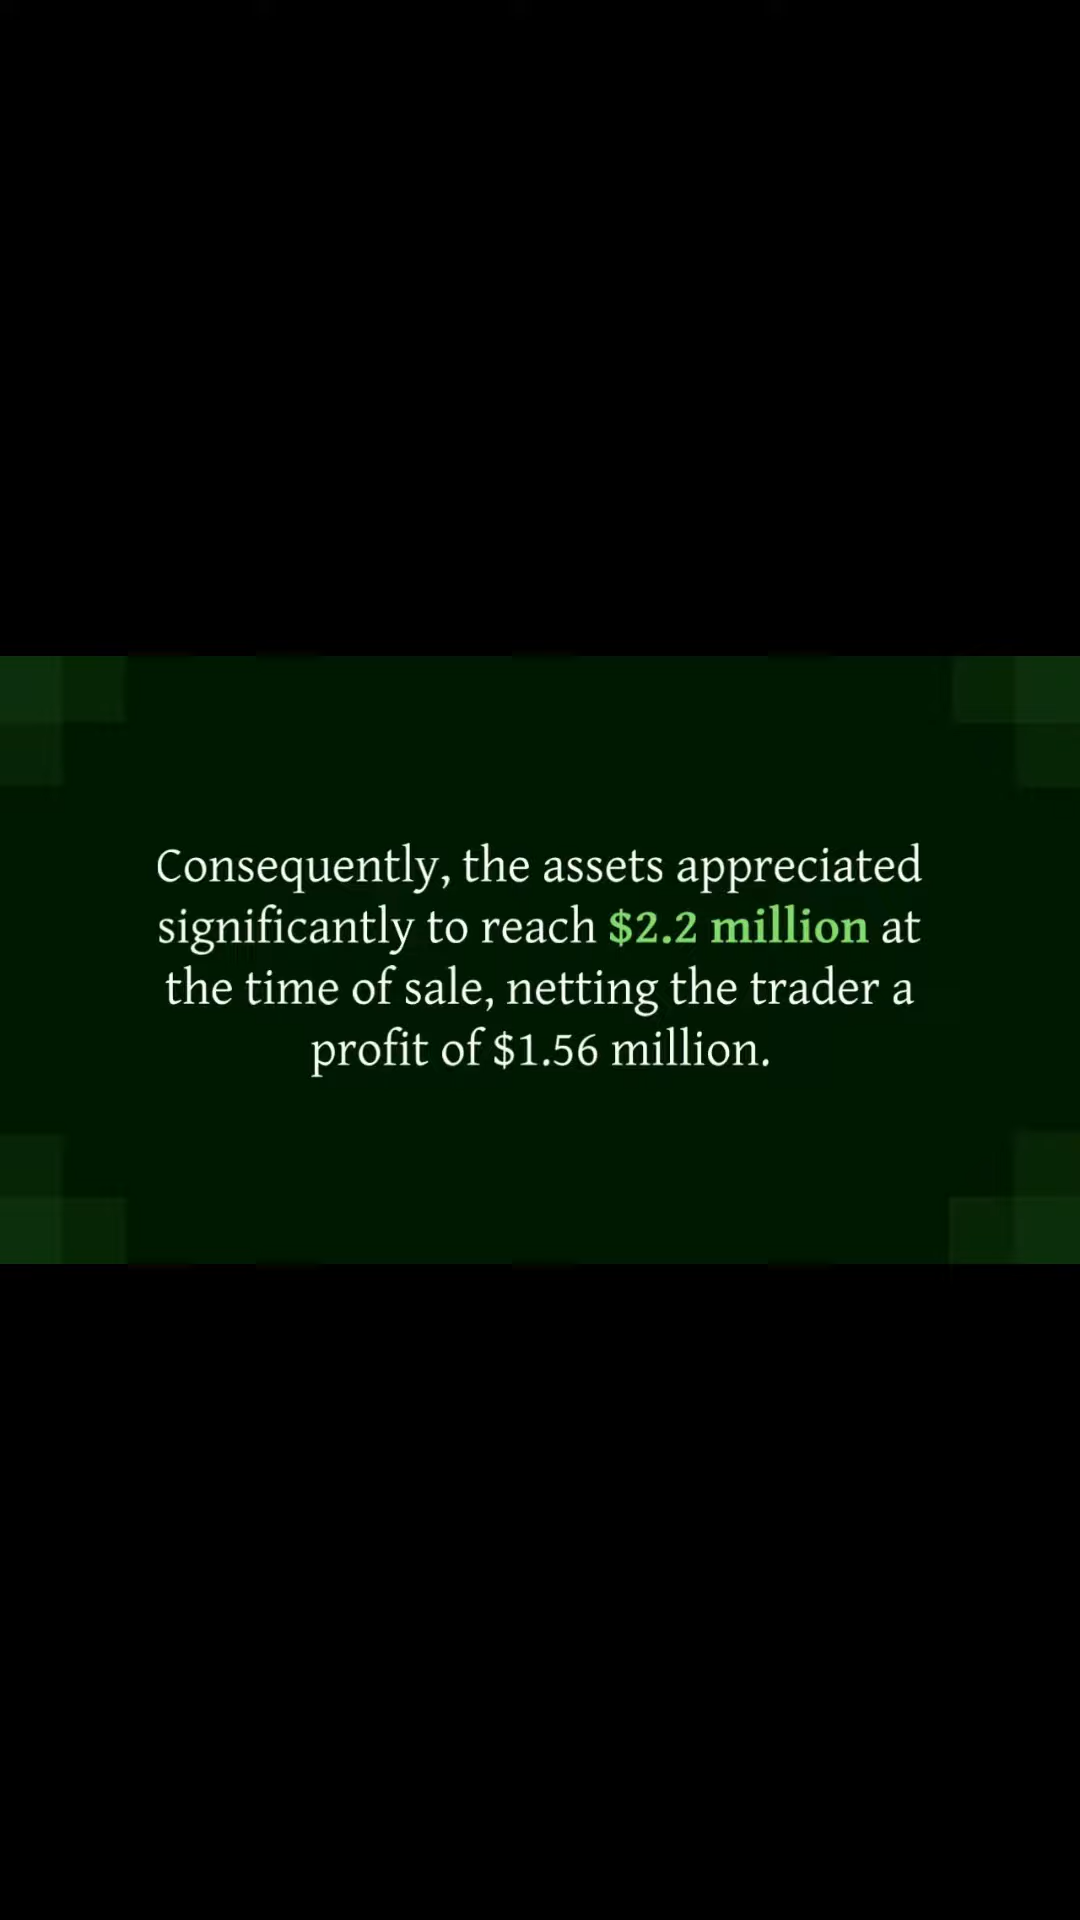 Consequently, the assets appreciated
significantly to reach $2.2 million at
the time of sale, netting the trader a
profit of $1.56 million.